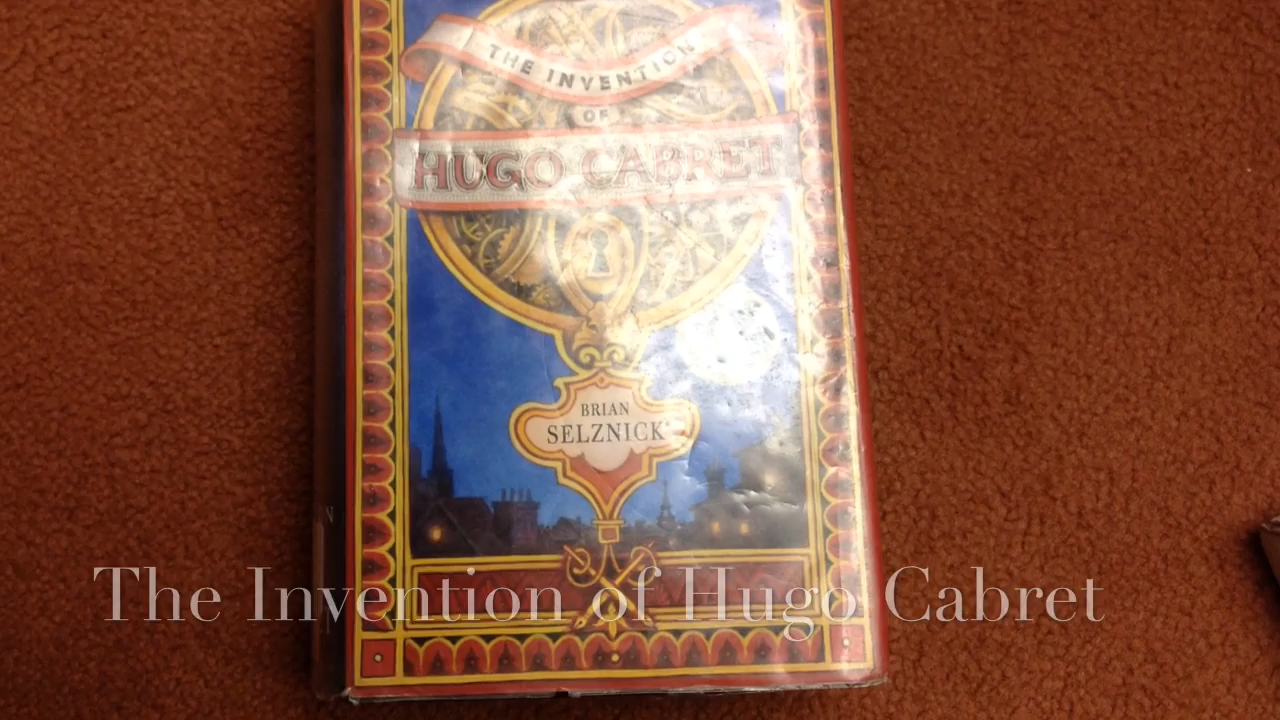 THE INVENTION
OF
HUGO CABRET
BRIAN
SELZNICK
The Invention of Hugo Cabret